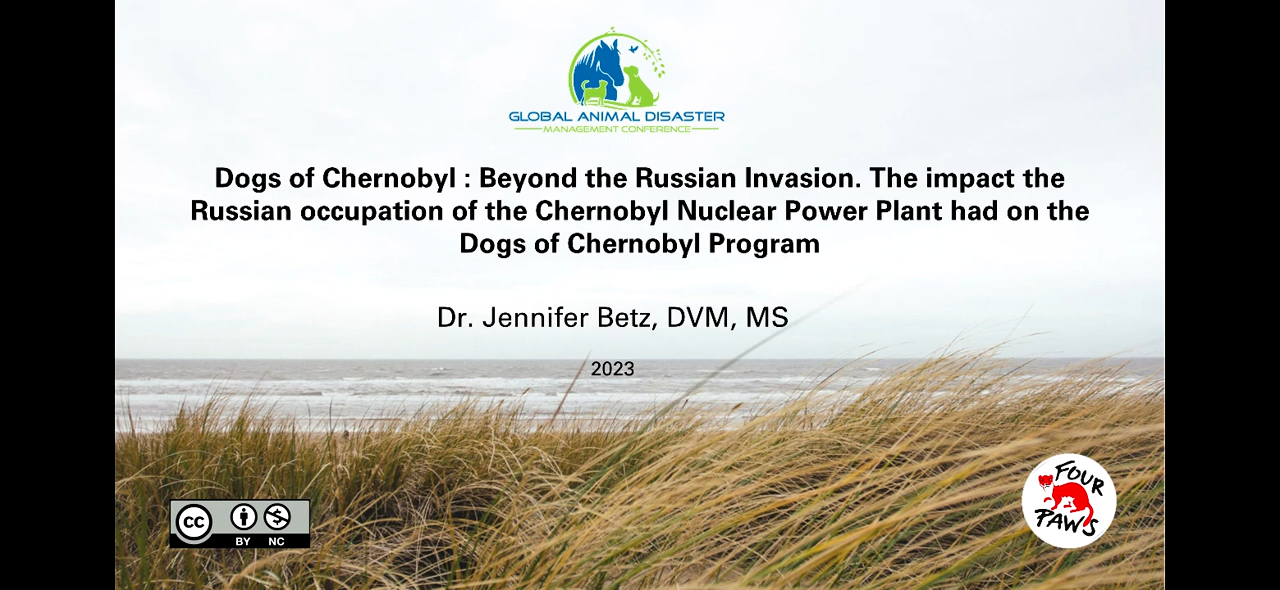 GLOBAL ANIMAL DISASTER
MANAGEMENT CONFERENCE
Dogs of Chernobyl : Beyond the Russian Invasion. The impact the
Russian occupation of the Chernobyl Nuclear Power Plant had on the
Dogs of Chernobyl Program
Dr. Jennifer Betz, DVM, MS
2023
cc
BY NC
FOUR
PAWS